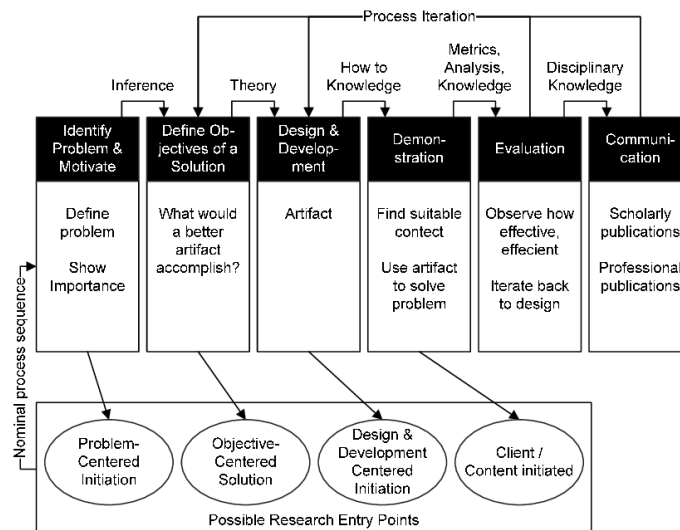 Process Iteration
Inference
Theory
How to
Knowledge
Metrics,
Analysis,
Knowledge
Disciplinary
Knowledge
Identify
Problem &
Motivate
Define Ob-
jectives of a
Solution
Design &
Develop-
ment
Demon-
stration
Evaluation
Communi-
cation
Define
problem
Show
Importance
What would
a better
artifact
accomplish?
Artifact
Find suitable
contect
Use artifact
to solve
problem
Observe how
effective,
effecient
Iterate back
to design
Scholarly
publications
Professional
publications
Nominal process sequence
Problem-
Centered
Initiation
Objective-
Centered
Solution
Design &
Development
Centered
Initiation
Client /
Content initiated
Possible Research Entry Points